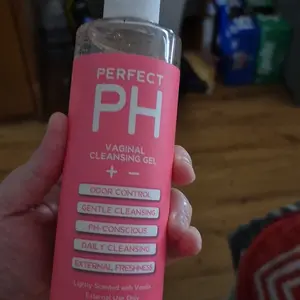 PERFECT
PH
VAGINAL
CLEANSING GEL
+ -
ODOR CONTROL
GENTLE CLEANSING
PH-CONSCIOUS
DAILY CLEANSING
EXTERNAL FRESHNESS
Lightly Scented with Vanilla
External Use Only